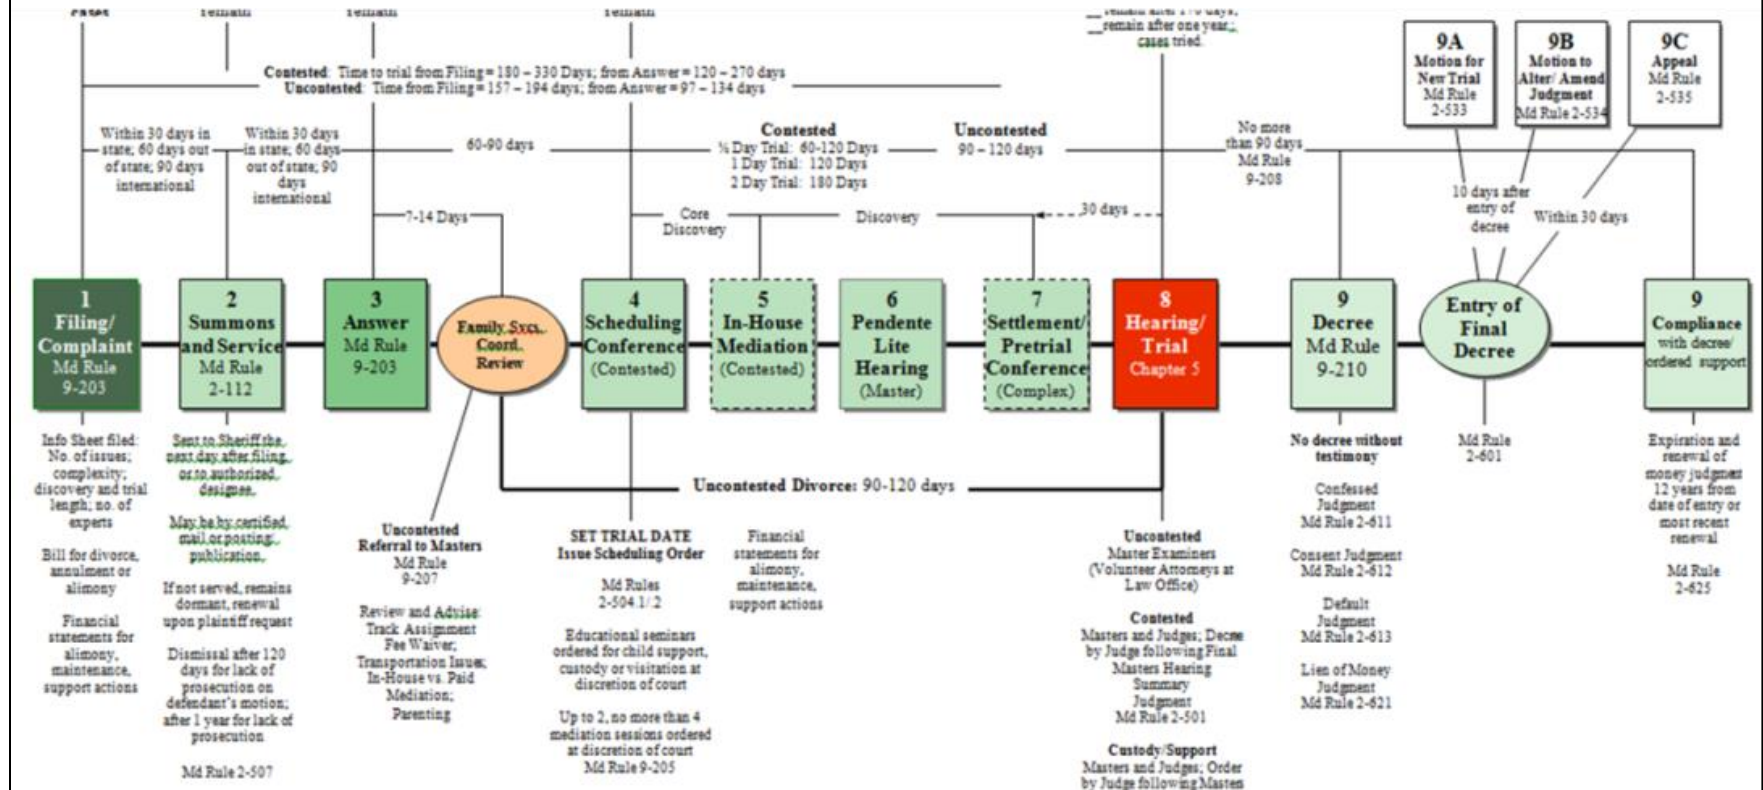 cases
remain
remain
remain
remain after 170 days;
__remain after one year,;
cases tried.
9A
Motion for
New Trial
Md Rule
2-533
9B
Motion to
Alter/ Amend
Judgment
Md Rule 2-534
9C
Appeal
Md Rule
2-535
Contested: Time to trial from Filing = 180 – 330 Days; from Answer = 120 – 270 days
Uncontested: Time from Filing = 157 – 194 days; from Answer = 97 – 134 days
Within 30 days in
state; 60 days out
of state; 90 days
international
Within 30 days
in state; 60 days
out of state; 90
days
international
60-90 days
Contested
½ Day Trial: 60-120 Days
1 Day Trial: 120 Days
2 Day Trial: 180 Days
Uncontested
90 – 120 days
No more
than 90 days
Md Rule
9-208
10 days after
entry of
decree
Within 30 days
7-14 Days
Core
Discovery
Discovery
30 days
1
Filing/
Complaint
Md Rule
9-203
2
Summons
and Service
Md Rule
2-112
3
Answer
Md Rule
9-203
Family Svcs.
Coord.
Review
4
Scheduling
Conference
(Contested)
5
In-House
Mediation
(Contested)
6
Pendente
Lite
Hearing
(Master)
7
Settlement/
Pretrial
Conference
(Complex)
8
Hearing/
Trial
Chapter 5
9
Decree
Md Rule
9-210
Entry of
Final
Decree
9
Compliance
with decree/
ordered support
Info Sheet filed:
No. of issues;
complexity;
discovery and trial
length; no. of
experts
Bill for divorce,
annulment or
alimony
Financial
statements for
alimony,
maintenance,
support actions
Sent to Sheriff the
next day after filing
or to authorized
designee.
May be by certified
mail or posting;
publication.
If not served, remains
dormant, renewal
upon plaintiff request
Dismissal after 120
days for lack of
prosecution on
defendant's motion;
after 1 year for lack of
prosecution
Md Rule 2-507
Uncontested Divorce: 90-120 days
Uncontested
Referral to Masters
Md Rule
9-207
Review and Advise:
Track Assignment
Fee Waiver;
Transportation Issues;
In-House vs. Paid
Mediation;
Parenting
SET TRIAL DATE
Issue Scheduling Order
Md Rules
2-504.1/.2
Educational seminars
ordered for child support,
custody or visitation at
discretion of court
Up to 2, no more than 4
mediation sessions ordered
at discretion of court
Md Rule 9-205
Financial
statements for
alimony,
maintenance,
support actions
Uncontested
Master Examiners
(Volunteer Attorneys at
Law Office)
Contested
Masters and Judges; Decree
by Judge following Final
Masters Hearing
Summary
Judgment
Md Rule 2-501
Custody/Support
Masters and Judges; Order
by Judge following Masters
No decree without
testimony
Confessed
Judgment
Md Rule 2-611
Consent Judgment
Md Rule 2-612
Default
Judgment
Md Rule 2-613
Lien of Money
Judgment
Md Rule 2-621
Md Rule
2-601
Expiration and
renewal of
money judgment
12 years from
date of entry or
most recent
renewal
Md Rule
2-625